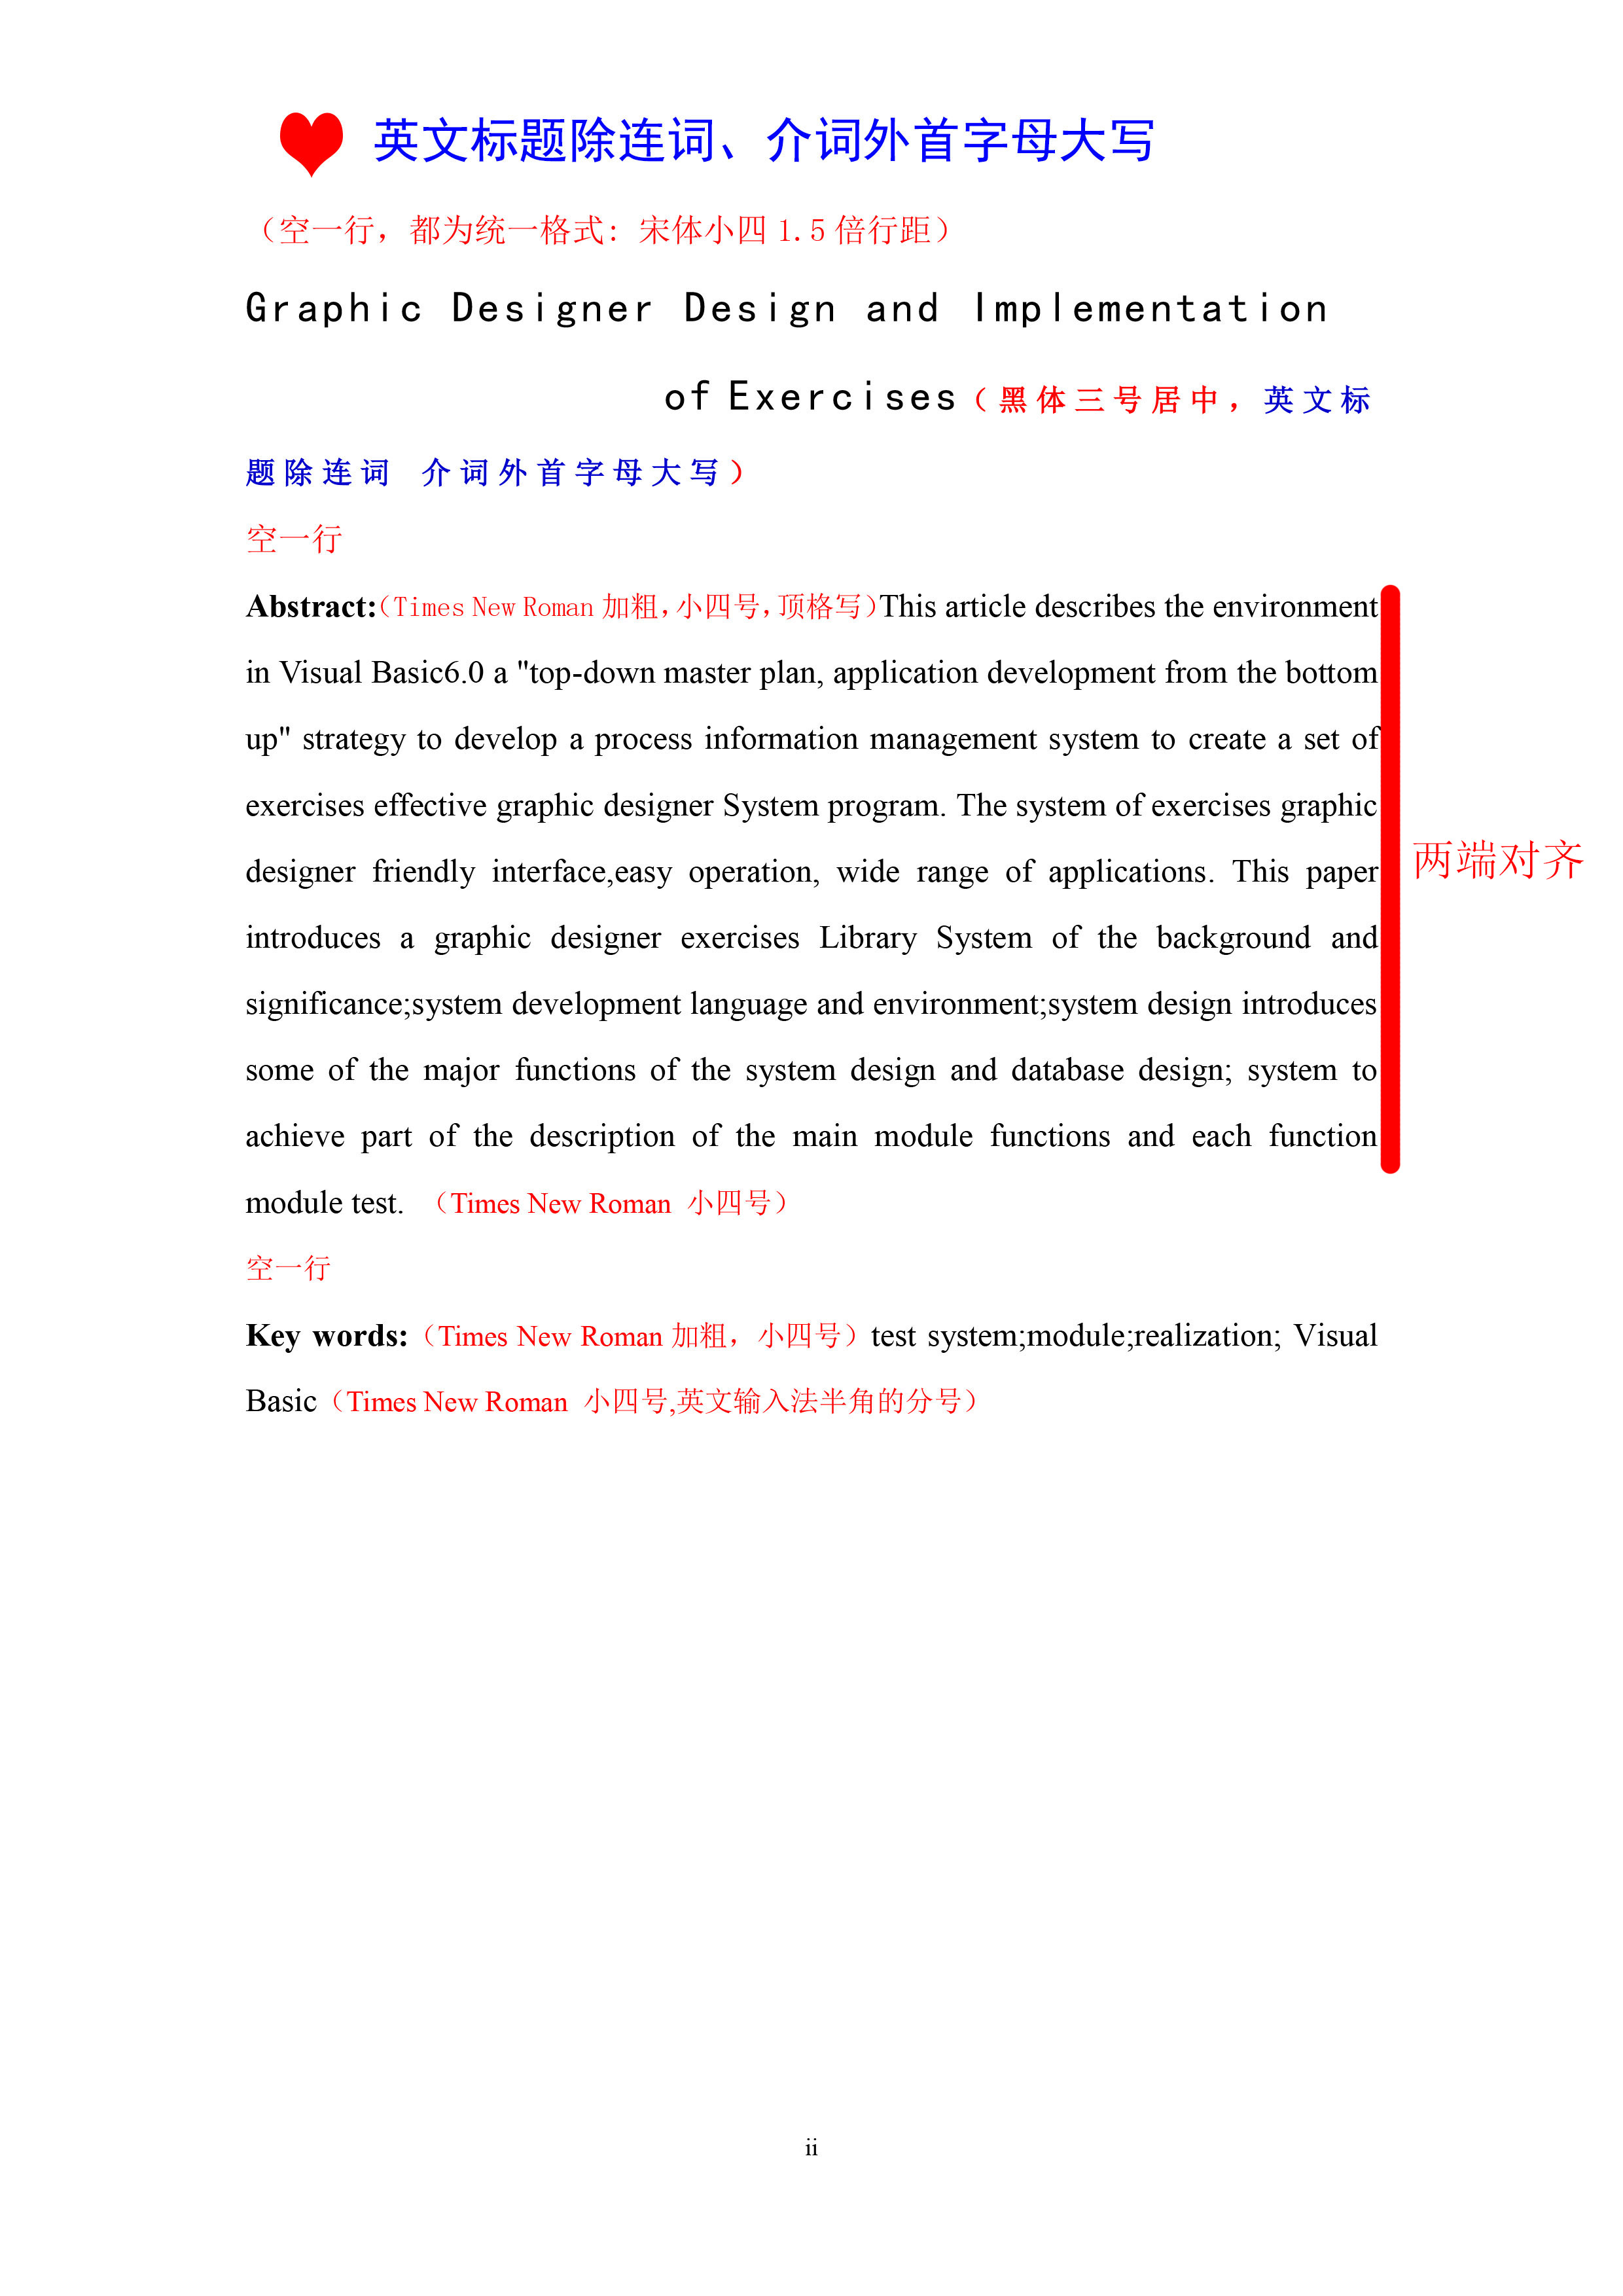 英文标题除连词、介词外首字母大写
（空一行，都为统一格式：宋体小四1.5倍行距）
Graphic Designer Design and Implementation
of Exercises（黑体三号居中，英文标
题除连词 介词外首字母大写）
空一行
Abstract:（Times New Roman 加粗，小四号，顶格写）This article describes the environment
in Visual Basic6.0 a "top-down master plan, application development from the bottom
up" strategy to develop a process information management system to create a set of
exercises effective graphic designer System program. The system of exercises graphic
designer friendly interface,easy operation, wide range of applications. This paper
introduces a graphic designer exercises Library System of the background and
significance;system development language and environment;system design introduces
some of the major functions of the system design and database design; system to
achieve part of the description of the main module functions and each function
module test. （Times New Roman 小四号）
两端对齐
空一行
Key words:（Times New Roman 加粗，小四号）test system;module;realization; Visual
Basic（Times New Roman 小四号,英文输入法半角的分号）
ii